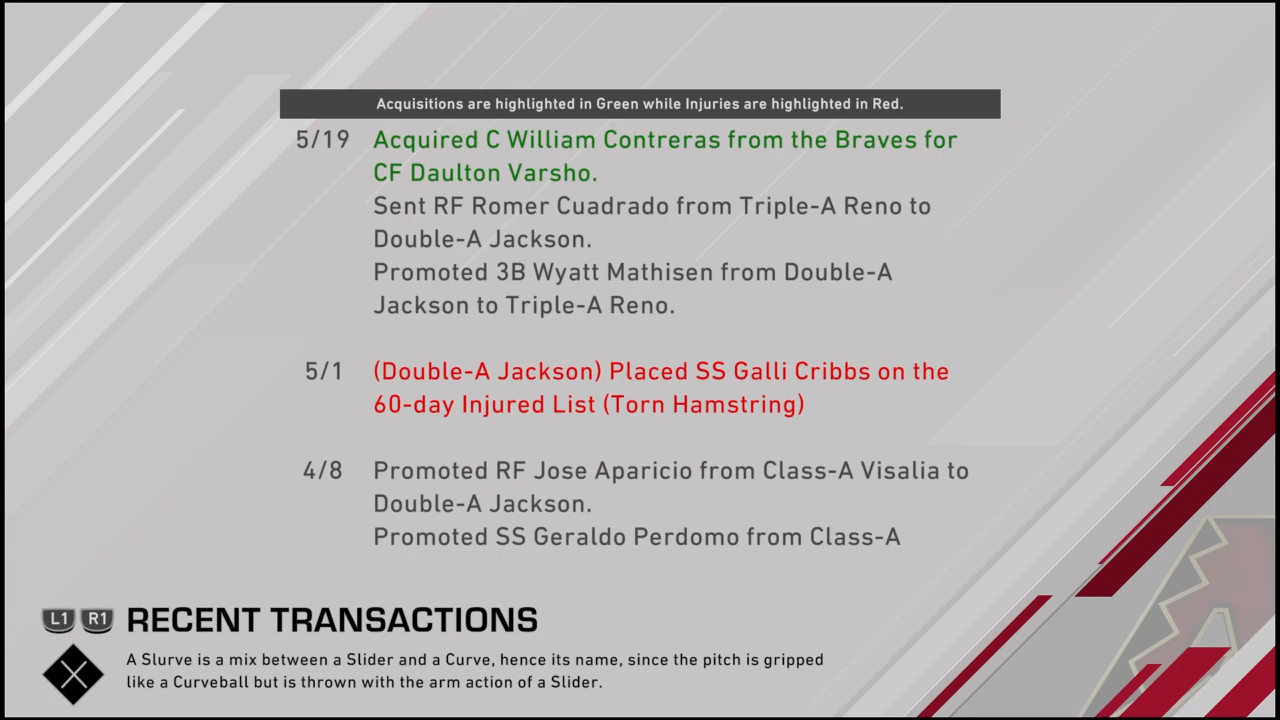 Acquisitions are highlighted in Green while Injuries are highlighted in Red.
5/19 Acquired C William Contreras from the Braves for
CF Daulton Varsho.
Sent RF Romer Cuadrado from Triple-A Reno to
Double-A Jackson.
Promoted 3B Wyatt Mathisen from Double-A
Jackson to Triple-A Reno.
5/1 (Double-A Jackson) Placed SS Galli Cribbs on the
60-day Injured List (Torn Hamstring)
4/8 Promoted RF Jose Aparicio from Class-A Visalia to
Double-A Jackson.
Promoted SS Geraldo Perdomo from Class-A
L1 R1 RECENT TRANSACTIONS
A Slurve is a mix between a Slider and a Curve, hence its name, since the pitch is gripped
like a Curveball but is thrown with the arm action of a Slider.